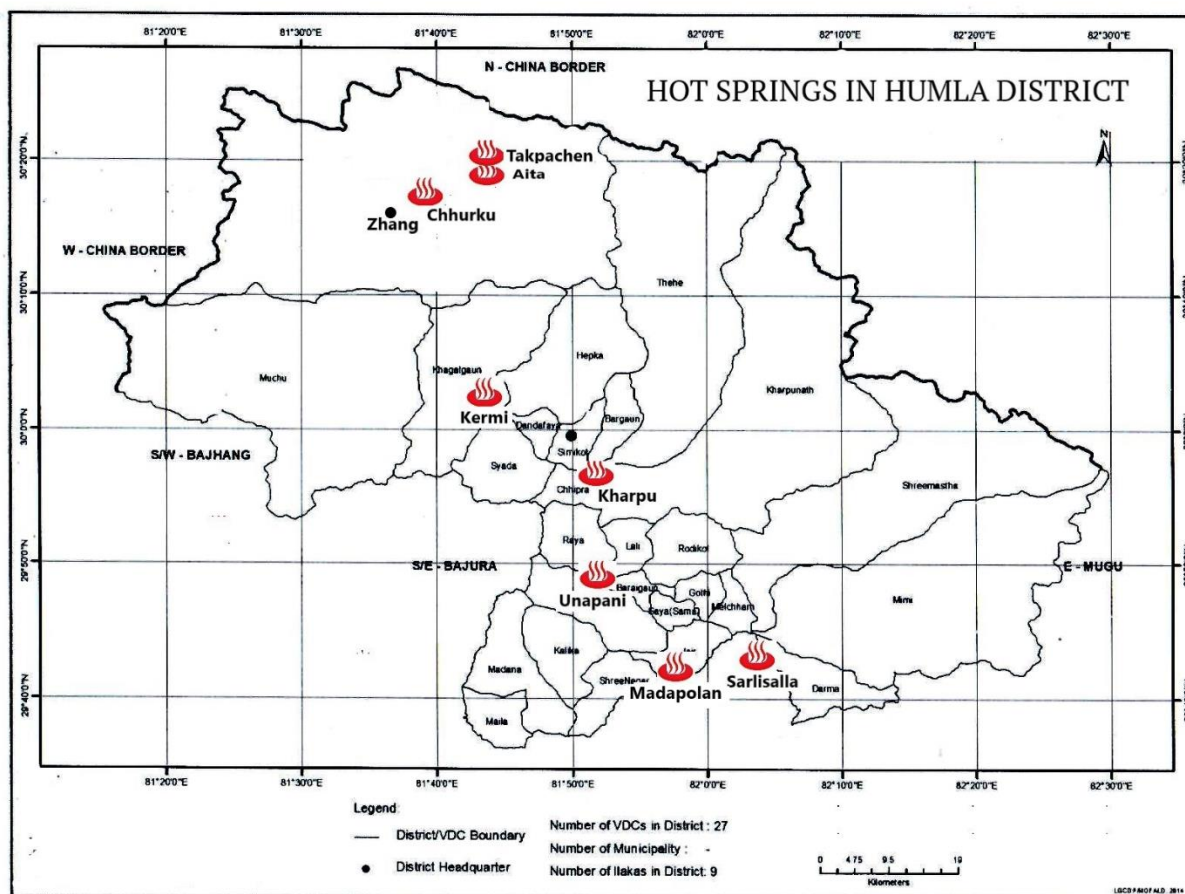 81°20'0"E 81°30'0"E 81°40'0"E 81°50'0"E 82°0'0"E 82°10'0"E 82°20'0"E 82°30'0"E
N - CHINA BORDER
HOT SPRINGS IN HUMLA DISTRICT
N
30°20'0"N
Takpachen
Aita
Chhurku
Zhang
W - CHINA BORDER
Thehe
30°10'0"N
Hepka
Khagalgaun
Muchu
Kharpunath
Kermi
Bargaun
Dandafaya
30°0'0"N
Simikot
S/W - BAJHANG
Syada
Chhipra
Kharpu
Shreemastha
Raya
Lali
Rodikot
29°50'0"N
S/E - BAJURA
E - MUGU
Unapani
Baraigaun
Gothi
Melchham
Saya(Sarma)
Mimi
Kalika
Jair
Madana
ShreeNagar
Madapolan
Sarlisalla
Darma
29°40'0"N
Maila
81°20'0"E 81°30'0"E 81°40'0"E 81°50'0"E 82°0'0"E 82°10'0"E 82°20'0"E 82°30'0"E
Legend:
District/VDC Boundary
District Headquarter
Number of VDCs in District : 27
Number of Municipality : -
Number of Ilakas in District : 9
0 4.75 9.5 19
Kilometers